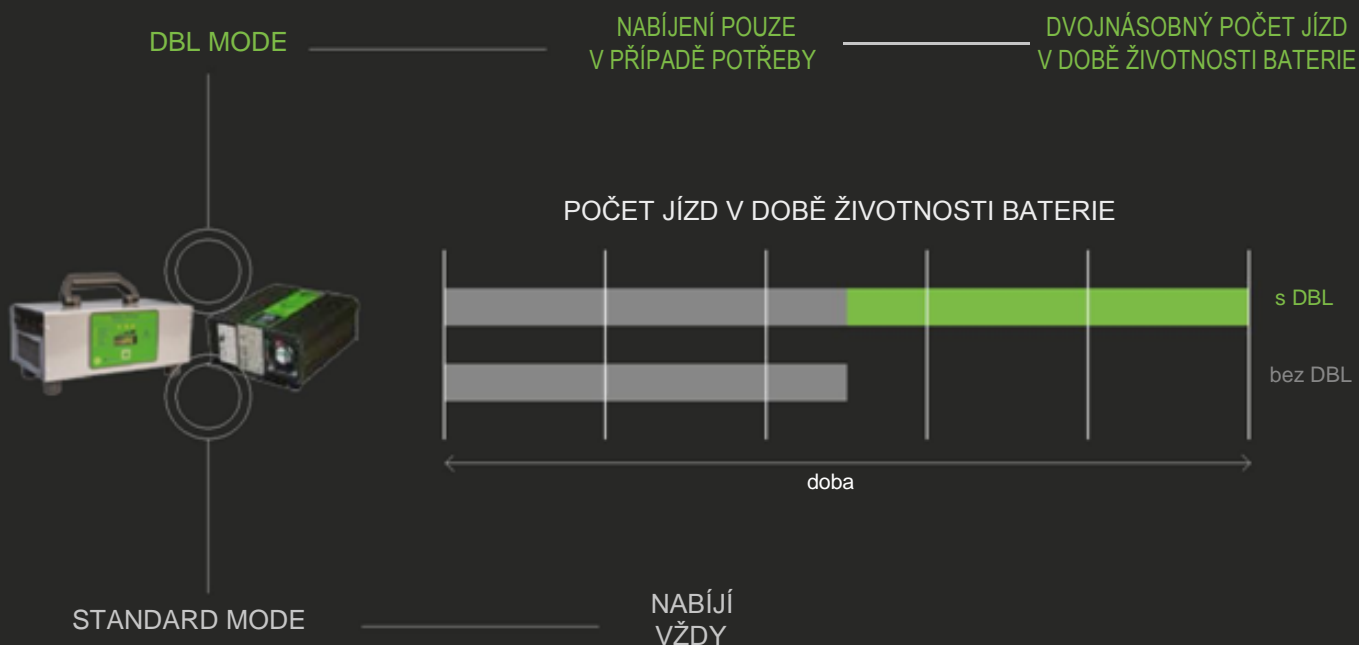 DBL MODE
NABÍJENÍ POUZE
V PŘÍPADĚ POTŘEBY
DVOJNÁSOBNÝ POČET JÍZD
V DOBĚ ŽIVOTNOSTI BATERIE
POČET JÍZD V DOBĚ ŽIVOTNOSTI BATERIE
s DBL
bez DBL
doba
STANDARD MODE
NABÍJÍ
VŽDY